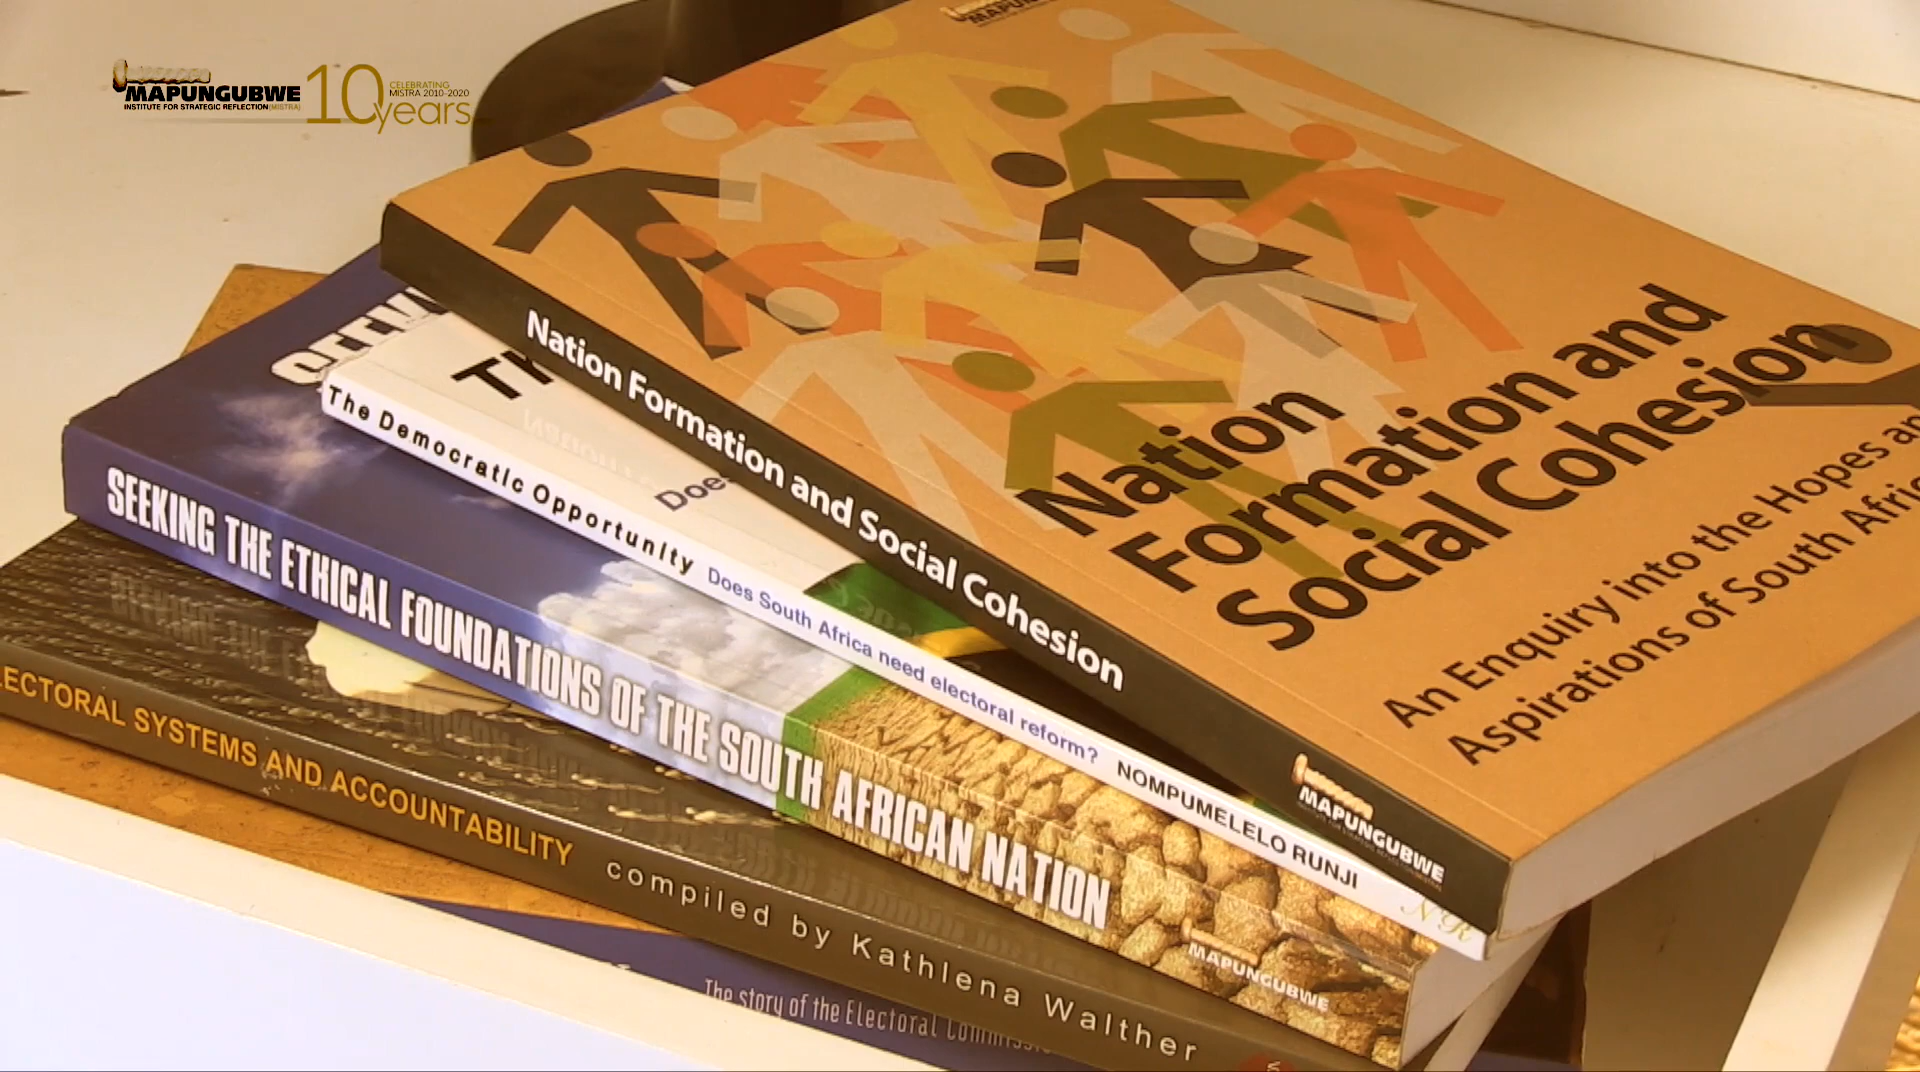 MAPUNGUBWE
INSTITUTE FOR STRATEGIC REFLECTION (MISTRA)
10 years
CELEBRATING
MISTRA 2010-2020
Nation
Formation and
Social Cohesion
An Enquiry into the Hopes
Aspirations of South
Nation Formation and Social Cohesion
MAPUNGUBWE
Does
The Democratic Opportunity Does South Africa need electoral reform? NOMPUMELELO RUNJI
NR
SEEKING THE ETHICAL FOUNDATIONS OF THE SOUTH AFRICAN NATION
MAPUNGUBWE
SYSTEMS AND ACCOUNTABILITY compiled by Kathlena Walther
The story of the Electoral